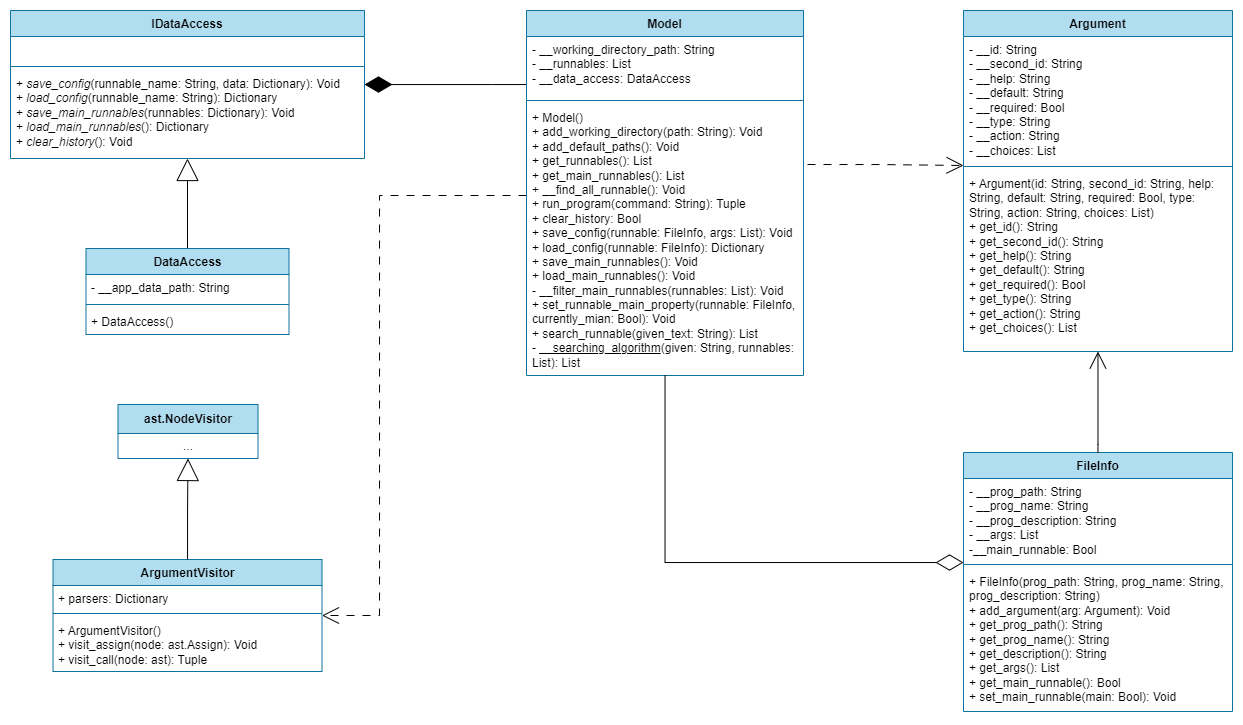 IDataAccess
+ save_config(runnable_name: String, data: Dictionary): Void
+ load_config(runnable_name: String): Dictionary
+ save_main_runnables(runnables: Dictionary): Void
+ load_main_runnables(): Dictionary
+ clear_history(): Void
DataAccess
- __app_data_path: String
+ DataAccess()
ast.NodeVisitor
...
ArgumentVisitor
+ parsers: Dictionary
+ ArgumentVisitor()
+ visit_assign(node: ast.Assign): Void
+ visit_call(node: ast): Tuple
Model
- __working_directory_path: String
- __runnables: List
- __data_access: DataAccess
+ Model()
+ add_working_directory(path: String): Void
+ add_default_paths(): Void
+ get_runnables(): List
+ get_main_runnables(): List
+ __find_all_runnable(): Void
+ run_program(command: String): Tuple
+ clear_history: Bool
+ save_config(runnable: FileInfo, args: List): Void
+ load_config(runnable: FileInfo): Dictionary
+ save_main_runnables(): Void
+ load_main_runnables(): Void
- __filter_main_runnables(runnables: List): Void
+ set_runnable_main_property(runnable: FileInfo,
currently_mian: Bool): Void
+ search_runnable(given_text: String): List
- __searching_algorithm(given: String, runnables:
List): List
Argument
- __id: String
- __second_id: String
- __help: String
- __default: String
- __required: Bool
- __type: String
- __action: String
- __choices: List
+ Argument(id: String, second_id: String, help:
String, default: String, required: Bool, type:
String, action: String, choices: List)
+ get_id(): String
+ get_second_id(): String
+ get_help(): String
+ get_default(): String
+ get_required(): Bool
+ get_type(): String
+ get_action(): String
+ get_choices(): List
FileInfo
- __prog_path: String
- __prog_name: String
- __prog_description: String
- __args: List
-__main_runnable: Bool
+ FileInfo(prog_path: String, prog_name: String,
prog_description: String)
+ add_argument(arg: Argument): Void
+ get_prog_path(): String
+ get_prog_name(): String
+ get_description(): String
+ get_args(): List
+ get_main_runnable(): Bool
+ set_main_runnable(main: Bool): Void